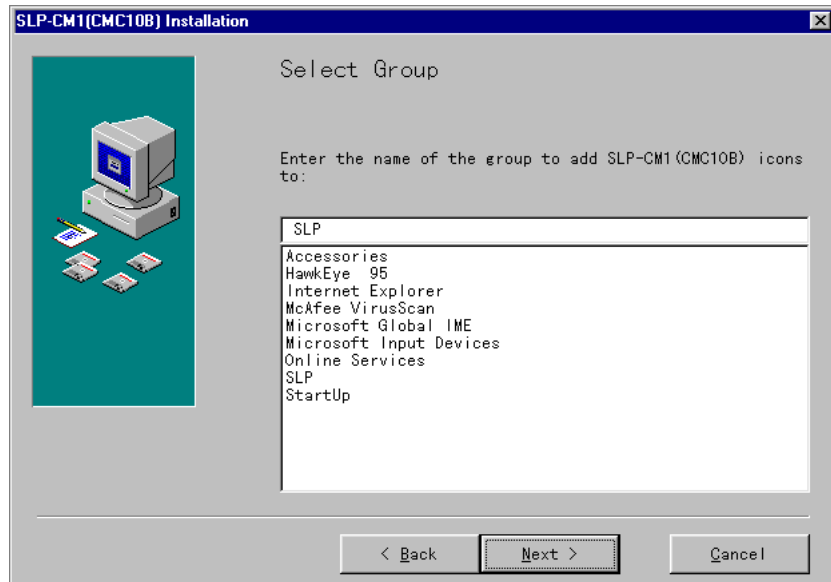 SLP-CM1(CMC10B) Installation
Select Group
Enter the name of the group to add SLP-CM1(CMC10B) icons
to:
SLP
Accessories
HawkEye 95
Internet Explorer
McAfee VirusScan
Microsoft Global IME
Microsoft Input Devices
Online Services
SLP
StartUp
< Back
Next >
Cancel